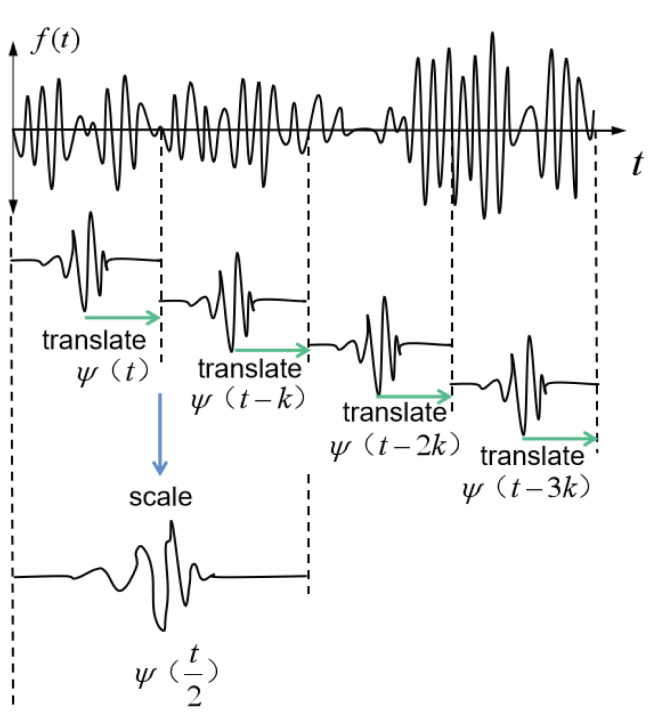 f(t)
t
translate
ψ（t）
translate
ψ（t－k）
translate
ψ（t－2k）
translate
ψ（t－3k）
scale
ψ（t/2）